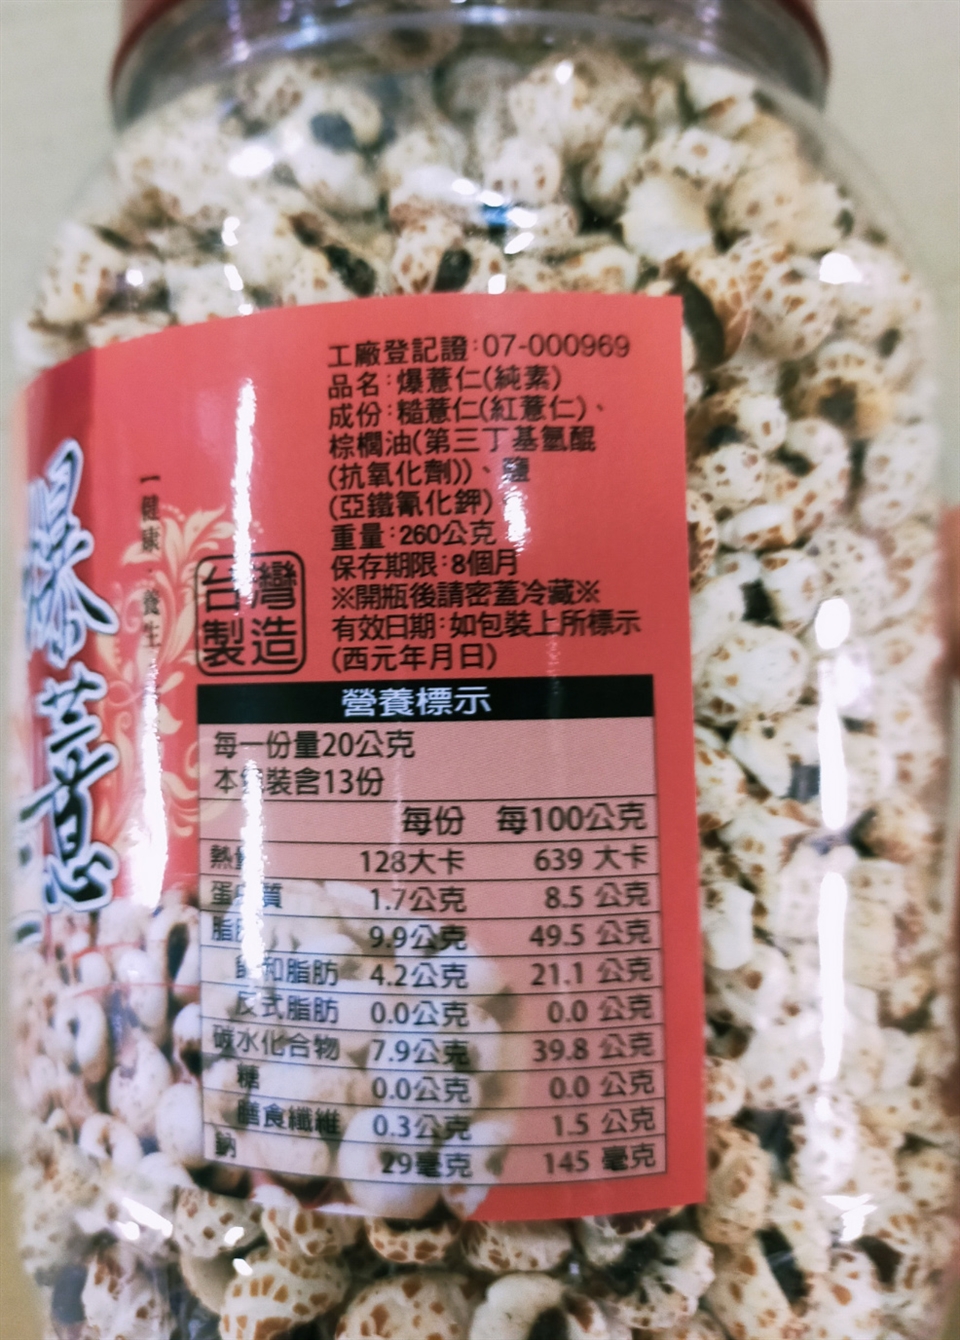 爆薏仁
一健康．養生
台灣
製造
工廠登記證:07-000969
品名:爆薏仁(純素)
成份:糙薏仁(紅薏仁)、
棕櫚油(第三丁基氫醌
(抗氧化劑))、鹽
(亞鐵氰化鉀)
重量:260公克
保存期限:8個月
※開瓶後請密蓋冷藏※
有效日期:如包裝上所標示
(西元年月日)
營養標示
每一份量20公克
本包裝含13份
每份 每100公克
熱量 128大卡 639 大卡
蛋白質 1.7公克 8.5 公克
脂肪 9.9公克 49.5 公克
飽和脂肪 4.2公克 21.1 公克
反式脂肪 0.0公克 0.0 公克
碳水化合物 7.9公克 39.8 公克
糖 0.0公克 0.0 公克
膳食纖維 0.3公克 1.5 公克
鈉 29毫克 145 毫克